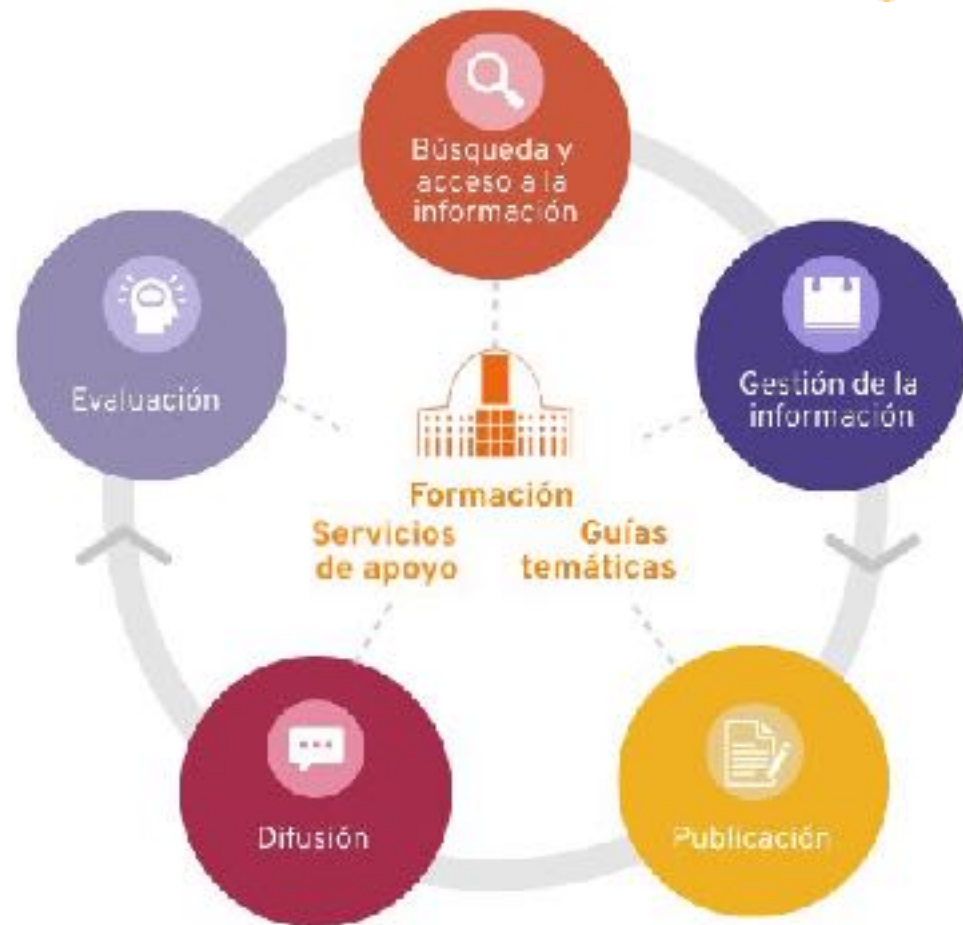 Búsqueda y
acceso a la
información
Gestión de la
información
Publicación
Difusión
Evaluación
Formación
Servicios
de apoyo
Guías
temáticas